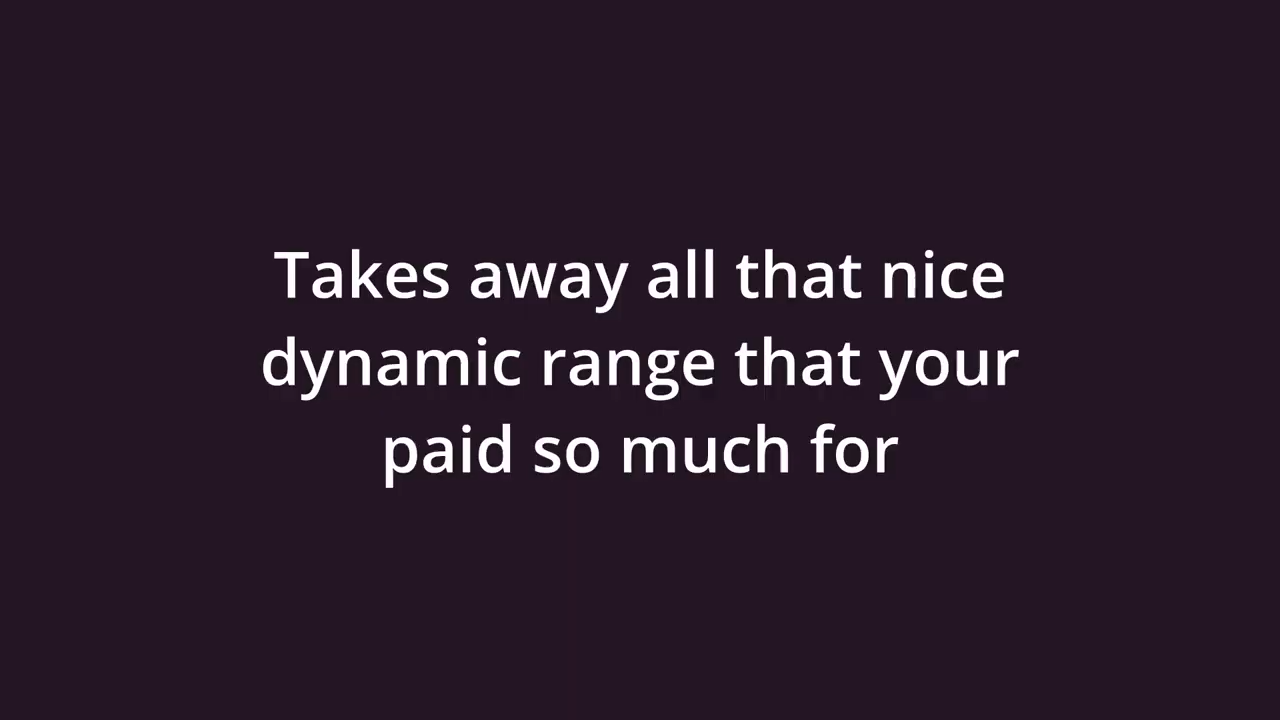 Takes away all that nice
dynamic range that your
paid so much for